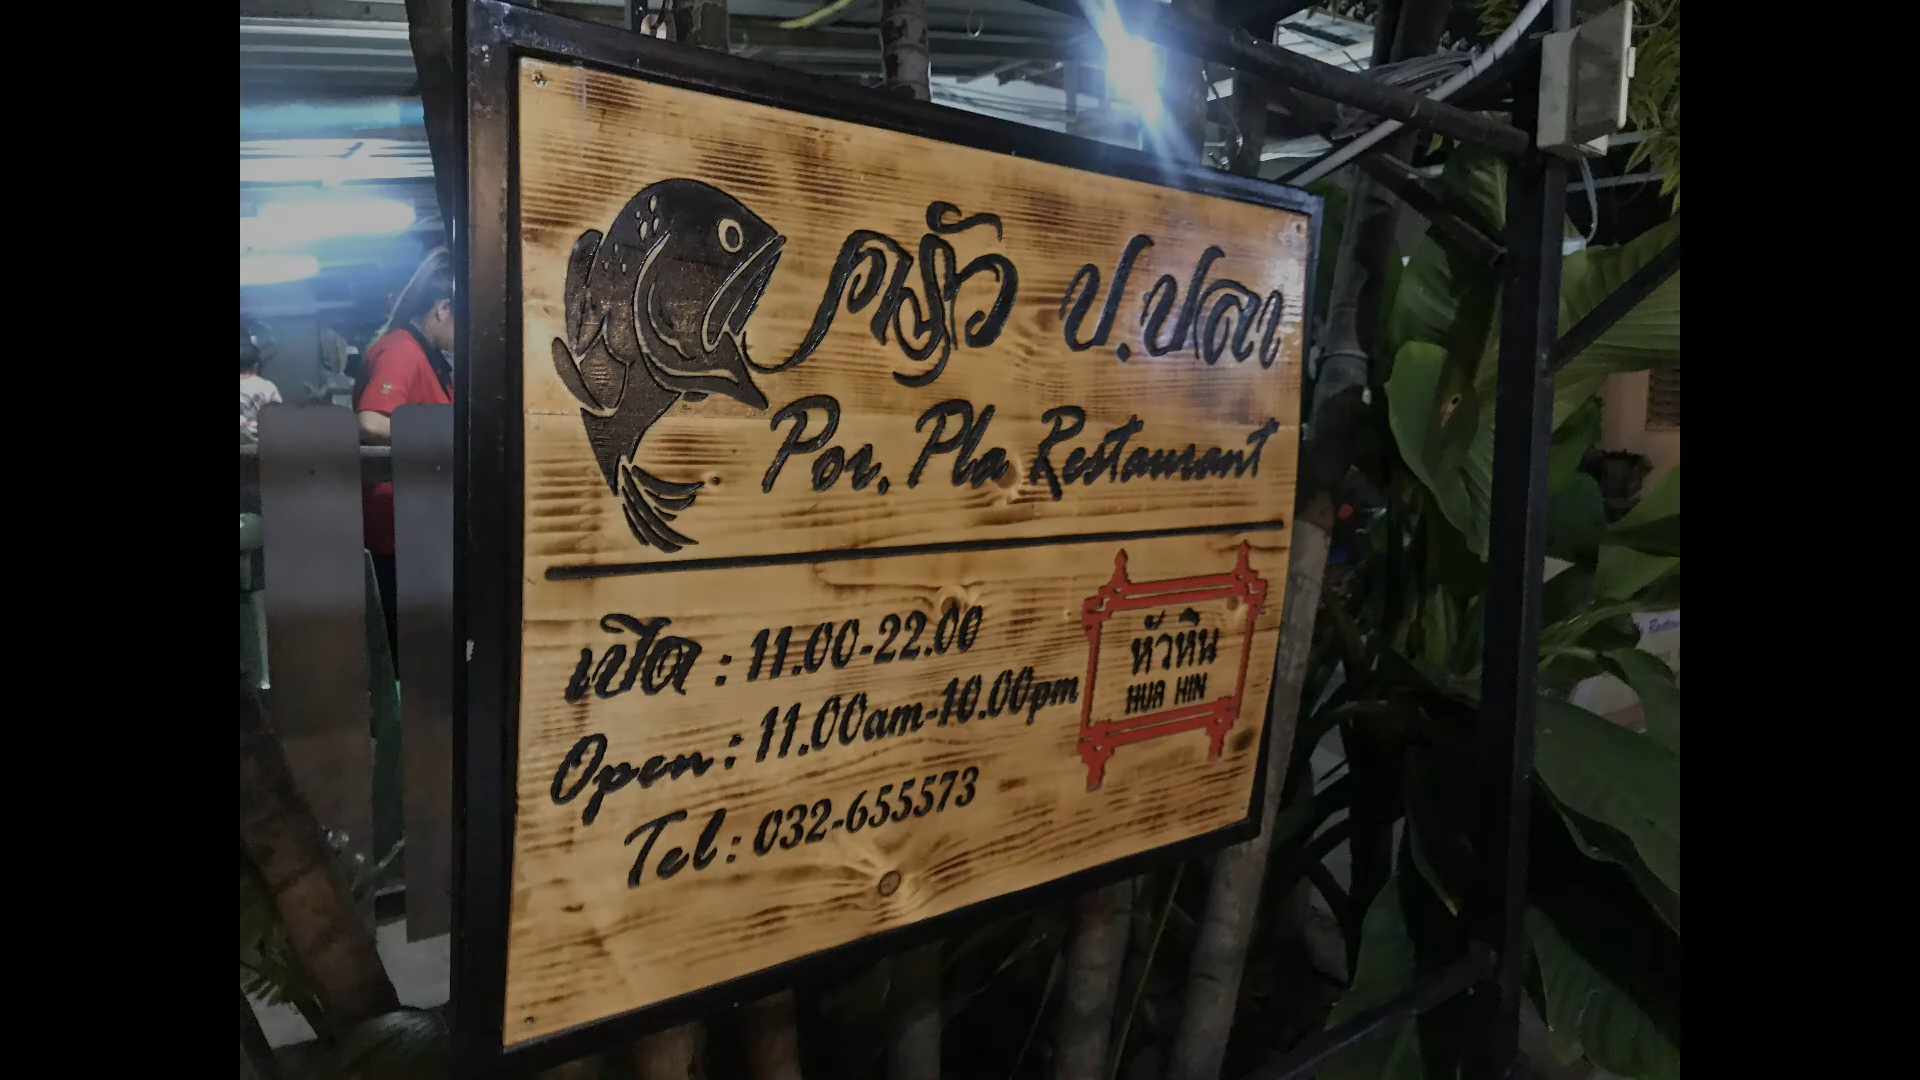 ครัว ป.ปลา
Por. Pla Restaurant
เปิด : 11.00-22.00
Open : 11.00am-10.00pm
Tel : 032-655573
หัวหิน
HUA HIN